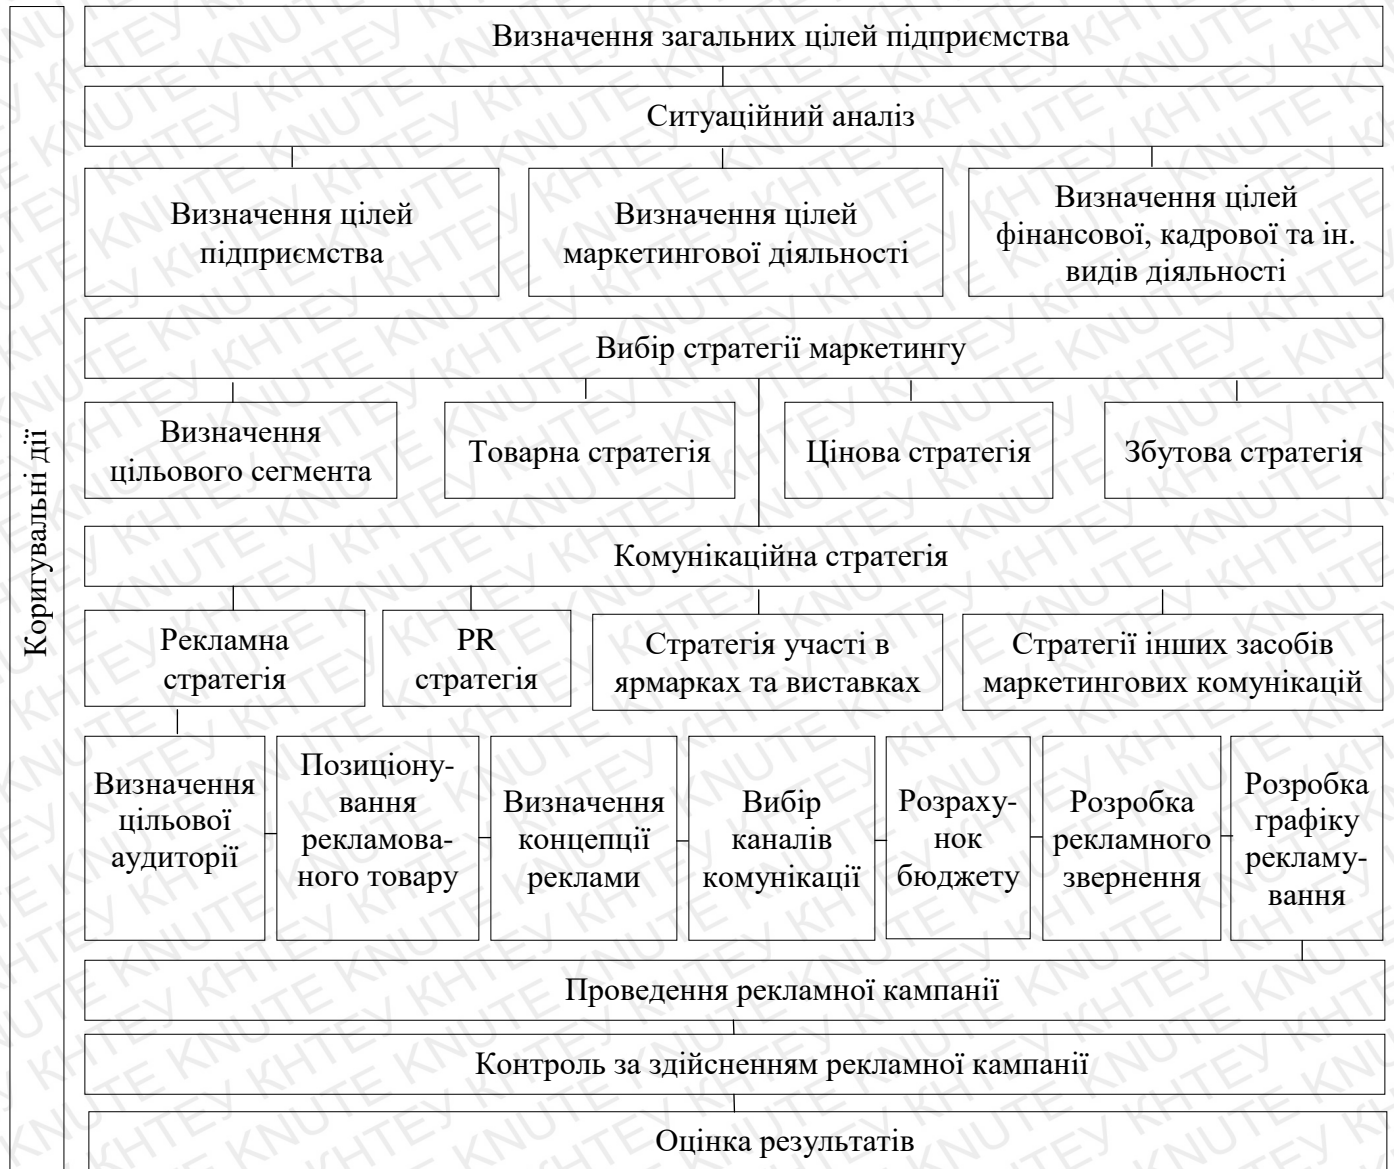 Визначення загальних цілей підприємства
Ситуаційний аналіз
Визначення цілей
підприємства
Визначення цілей
маркетингової діяльності
Визначення цілей
фінансової, кадрової та ін.
видів діяльності
Вибір стратегії маркетингу
Визначення
цільового сегмента
Товарна стратегія
Цінова стратегія
Збутова стратегія
Комунікаційна стратегія
Рекламна
стратегія
PR
стратегія
Стратегія участі в
ярмарках та виставках
Стратегії інших засобів
маркетингових комунікацій
Визначення
цільової
аудиторії
Позиціону-
вання
рекламова-
ного товару
Визначення
концепції
реклами
Вибір
каналів
комунікації
Розраху-
нок
бюджету
Розробка
рекламного
звернення
Розробка
графіку
рекламу-
вання
Проведення рекламної кампанії
Контроль за здійсненням рекламної кампанії
Оцінка результатів
Коригувальні дії
КНТЕУ KNUTE